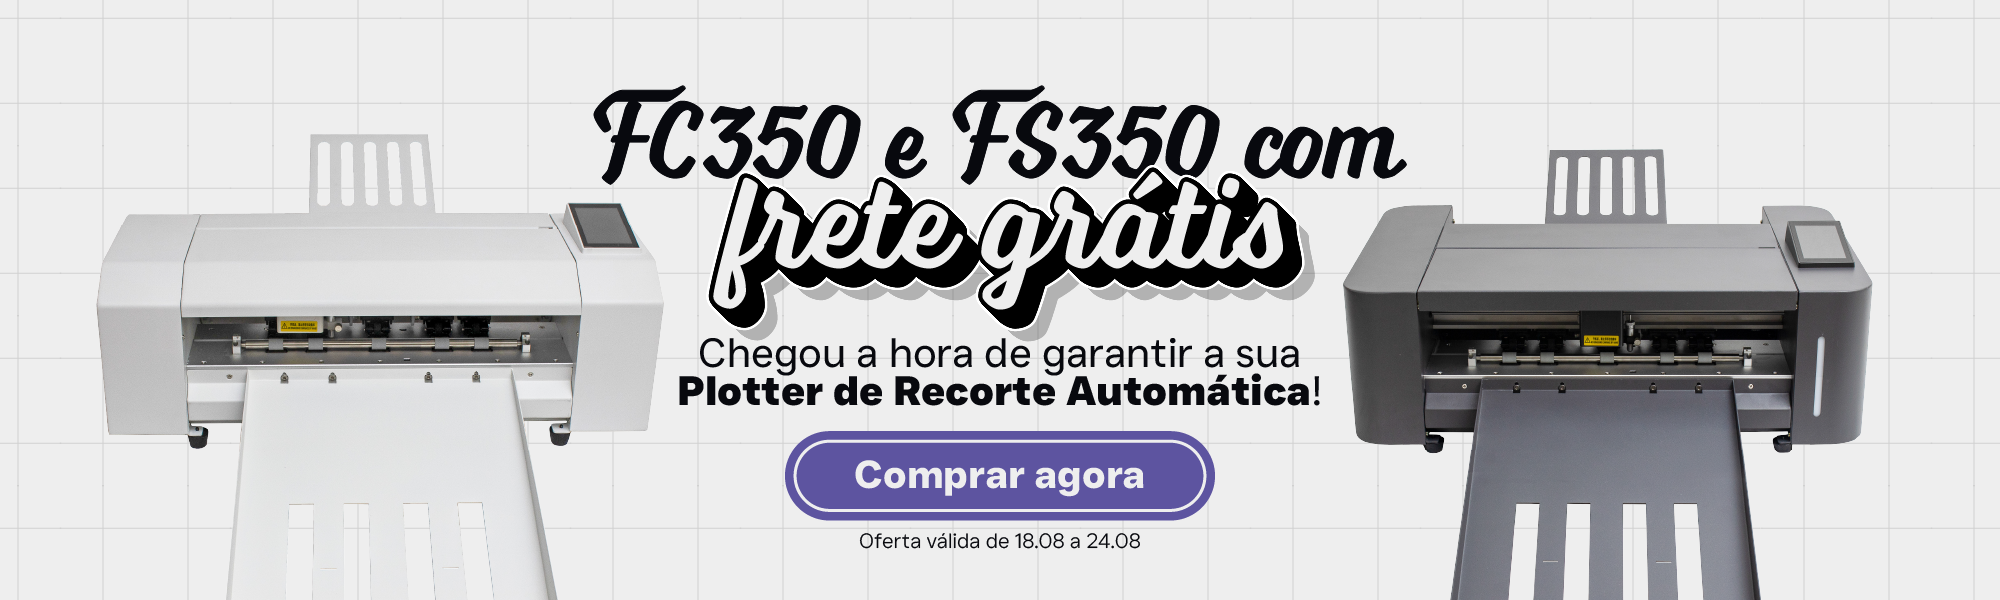 FC350 e FS350 com
frete grátis
Chegou a hora de garantir a sua
Plotter de Recorte Automática!
Comprar agora
Oferta válida de 18.08 a 24.08